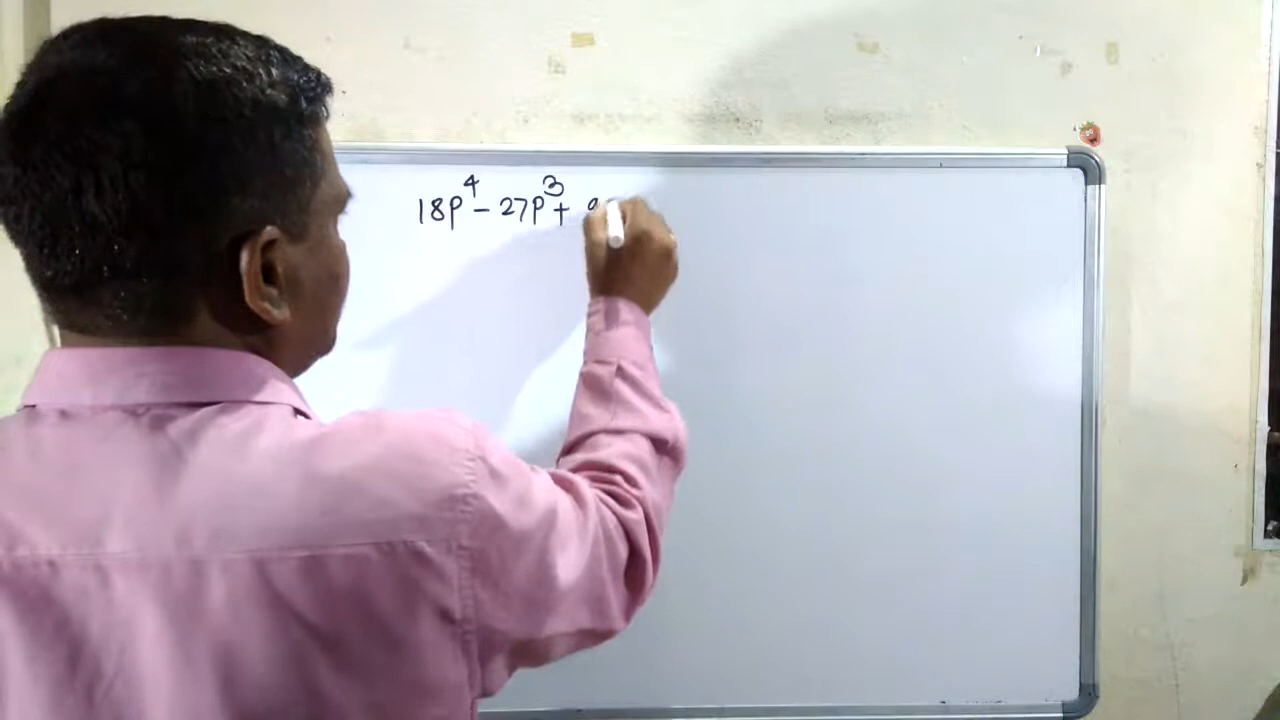 18p⁴ - 27p³ +